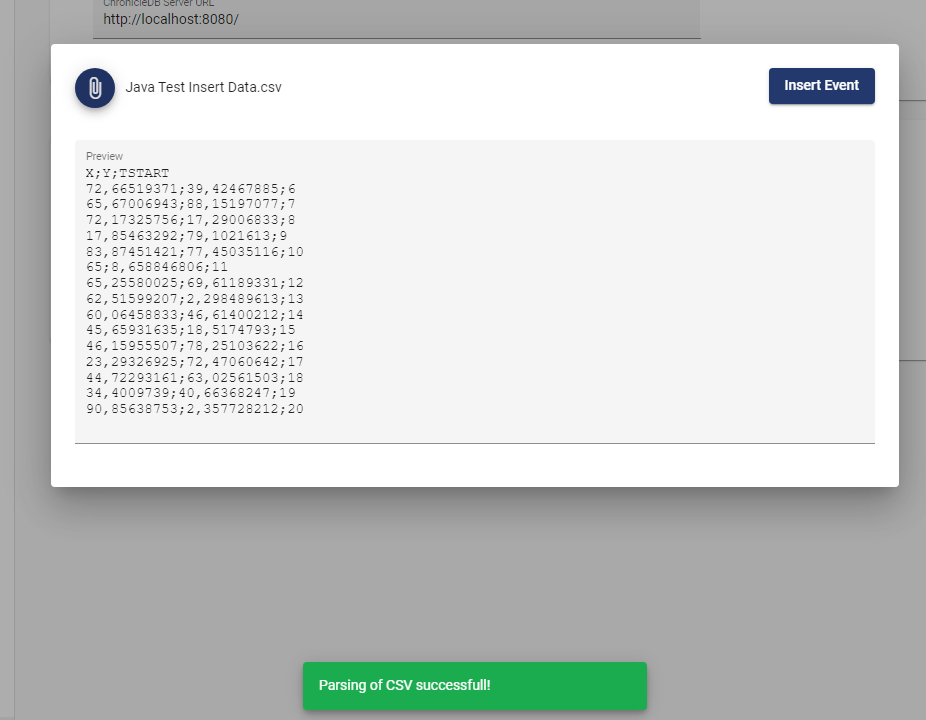 ChronicleDB Server URL
http://localhost:8080/
Java Test Insert Data.csv
Insert Event
Preview
X;Y;TSTART
72,66519371;39,42467885;6
65,67006943;88,15197077;7
72,17325756;17,29006833;8
17,85463292;79,1021613;9
83,87451421;77,45035116;10
65;8,658846806;11
65,25580025;69,61189331;12
62,51599207;2,298489613;13
60,06458833;46,61400212;14
45,65931635;18,5174793;15
46,15955507;78,25103622;16
23,29326925;72,47060642;17
44,72293161;63,02561503;18
34,4009739;40,66368247;19
90,85638753;2,357728212;20
Parsing of CSV successfull!